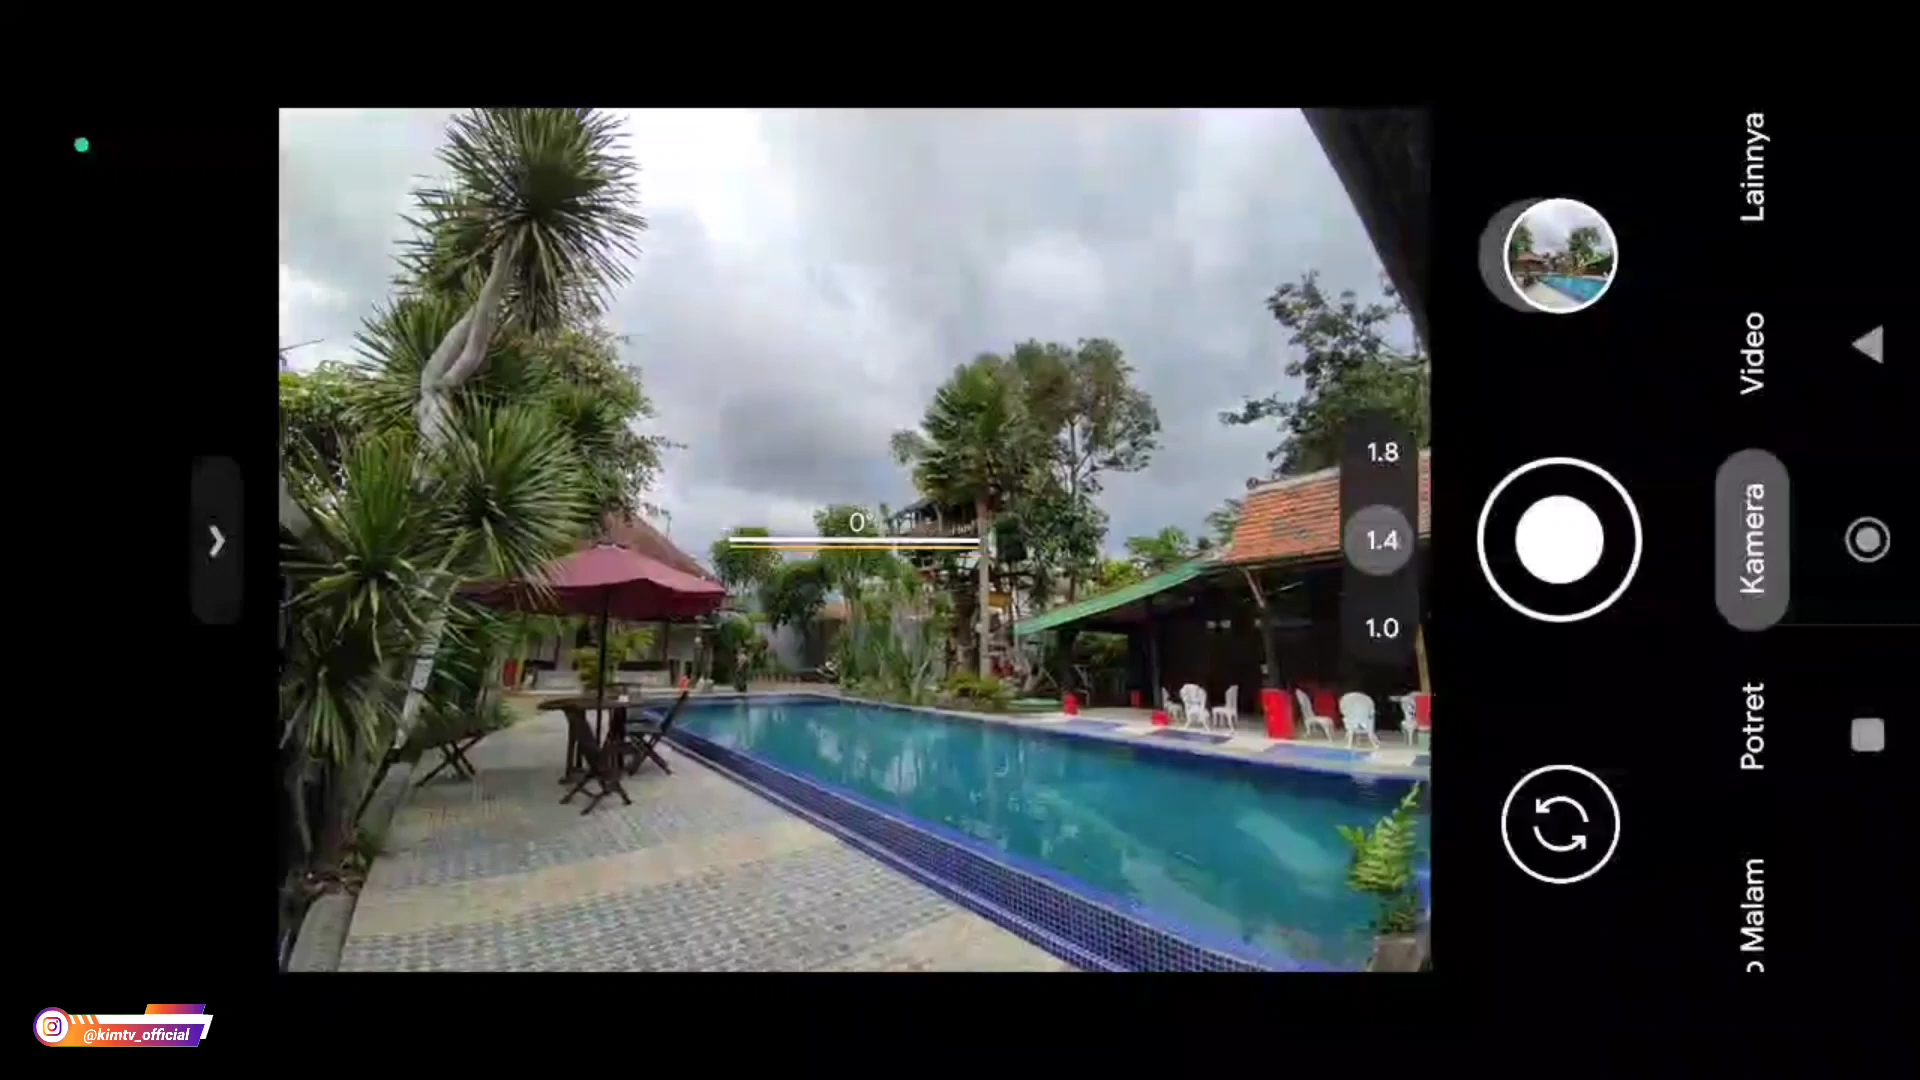 Lainnya
Video
Kamera
Potret
Malam
1.8
1.4
1.0
0°
@kimtv_official